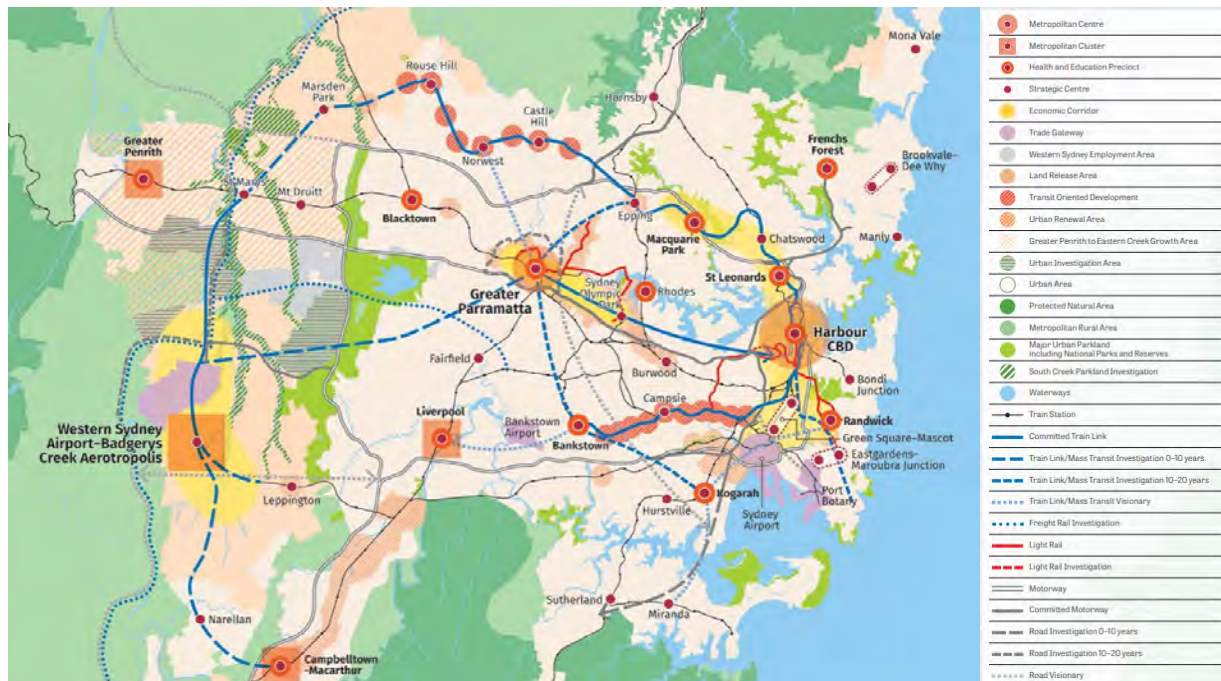 Mona Vale
Rouse Hill
Marsden
Park
Hornsby
Castle
Hill
Frenchs
Forest
Norwest
Greater
Penrith
Brookvale–
Dee Why
St Marys
Mt Druitt
Blacktown
Epping
Macquarie
Park
Chatswood
Manly
St Leonards
Sydney
Olympic
Park
Rhodes
Greater
Parramatta
Harbour
CBD
Fairfield
Burwood
Bondi
Junction
Campsie
Liverpool
Bankstown
Airport
Bankstown
Randwick
Green Square–Mascot
Western Sydney
Airport–Badgerys
Creek Aerotropolis
Eastgardens–
Maroubra Junction
Leppington
Kogarah
Port
Botany
Hurstville
Sydney
Airport
Sutherland
Miranda
Narellan
Campbelltown
-Macarthur
Metropolitan Centre
Metropolitan Cluster
Health and Education Precinct
Strategic Centre
Economic Corridor
Trade Gateway
Western Sydney Employment Area
Land Release Area
Transit Oriented Development
Urban Renewal Area
Greater Penrith to Eastern Creek Growth Area
Urban Investigation Area
Urban Area
Protected Natural Area
Metropolitan Rural Area
Major Urban Parkland
including National Parks and Reserves
South Creek Parkland Investigation
Waterways
Train Station
Committed Train Link
Train Link/Mass Transit Investigation 0–10 years
Train Link/Mass Transit Investigation 10–20 years
Train Link/Mass Transit Visionary
Freight Rail Investigation
Light Rail
Light Rail Investigation
Motorway
Committed Motorway
Road Investigation 0–10 years
Road Investigation 10–20 years
Road Visionary